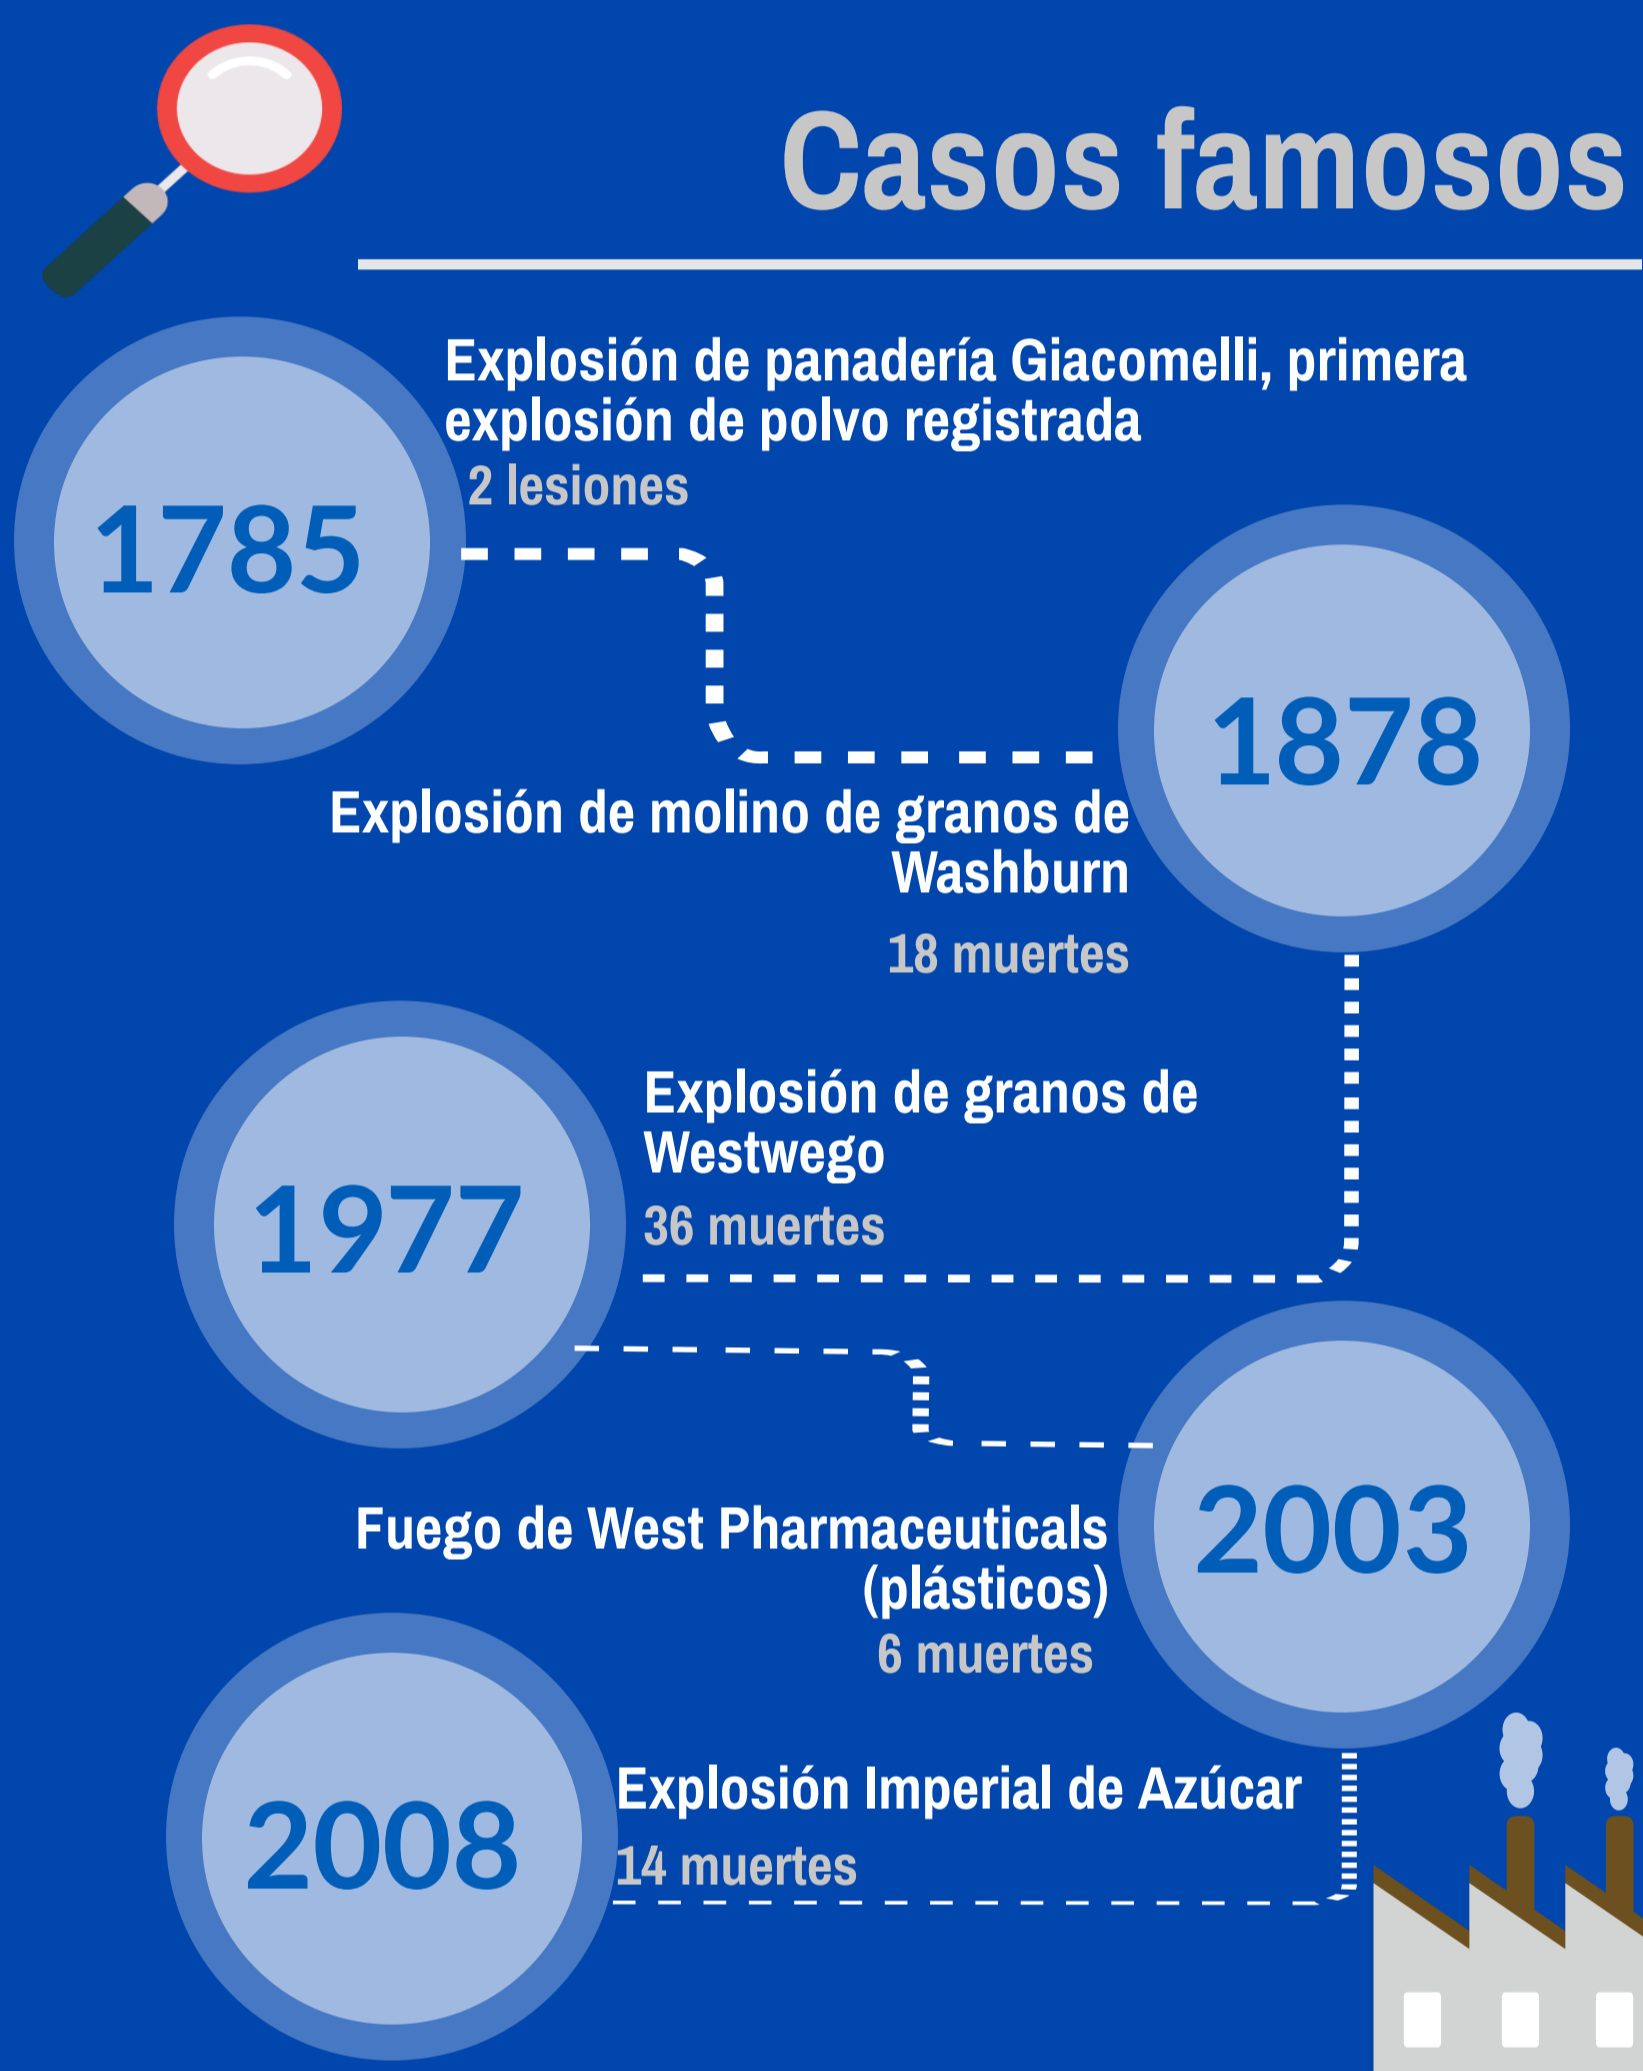 Casos famosos
1785
Explosión de panadería Giacomelli, primera
explosión de polvo registrada
2 lesiones
1878
Explosión de molino de granos de
Washburn
18 muertes
1977
Explosión de granos de
Westwego
36 muertes
2003
Fuego de West Pharmaceuticals
(plásticos)
6 muertes
2008
Explosión Imperial de Azúcar
14 muertes